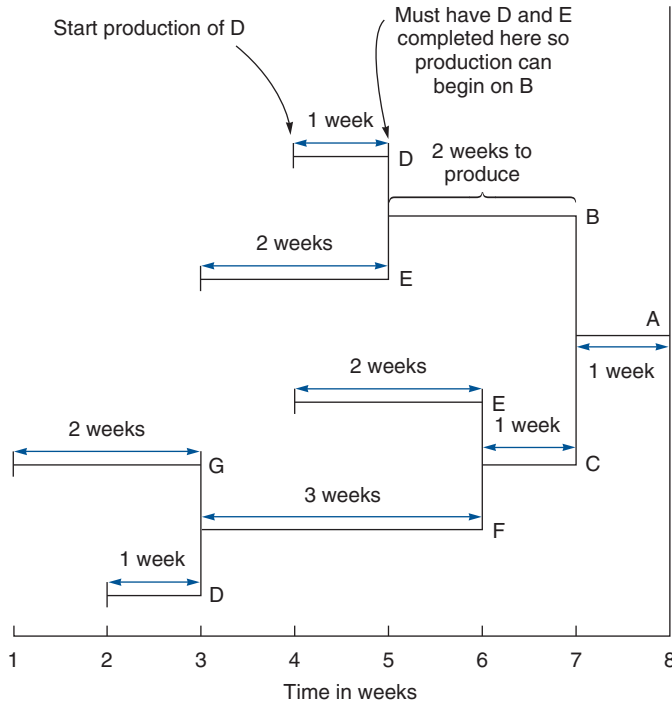 Start production of D
Must have D and E
completed here so
production can
begin on B
1 week
D
2 weeks to
produce
B
2 weeks
E
A
1 week
2 weeks
E
1 week
C
2 weeks
G
3 weeks
F
1 week
D
1 2 3 4 5 6 7 8
Time in weeks